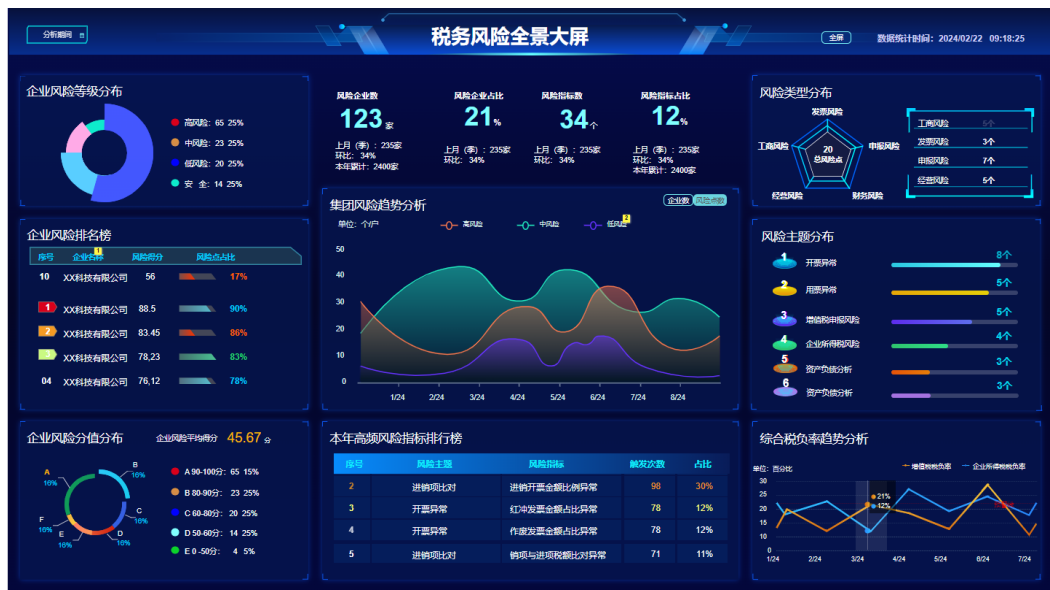 分析期间
税务风险全景大屏
全屏
数据统计时间：2024/02/22 09:18:25
企业风险等级分布
高风险: 65 25%
中风险: 23 25%
低风险: 20 25%
安 全: 14 25%
风险企业数
123家
上月（季）：235家
环比: 34%
本年累计: 2400家
风险企业占比
21%
上月（季）：235家
环比: 34%
风险指标数
34个
上月（季）：235家
环比: 34%
风险指标占比
12%
上月（季）：235家
环比: 34%
本年累计: 2400家
风险类型分布
发票风险
工商风险
申报风险
经营风险
财务风险
20
总风险点
工商风险 5个
发票风险 3个
申报风险 7个
经营风险 5个
企业风险排名榜
序号 企业名称 1 风险得分 风险点占比
10 XX科技有限公司 56 17%
1 XX科技有限公司 88.5 90%
2 XX科技有限公司 83.45 86%
3 XX科技有限公司 78,23 83%
04 XX科技有限公司 76,12 78%
集团风险趋势分析
企业数 风险点数
单位: 个/户
高风险 中风险 低风险 2
50
40
30
20
10
0
1/24 2/24 3/24 4/24 5/24 6/24 7/24 8/24
风险主题分布
1 开票异常 8个
2 用票异常 5个
3 增值税申报风险 5个
4 企业所得税风险 4个
5 资产负债分析 3个
6 资产负债分析 3个
企业风险分值分布
企业风险平均得分 45.67 分
A
16%
B
16%
C
16%
D
16%
E
16%
F
16%
A 90-100分: 65 15%
B 80-90分: 23 25%
C 60-80分: 20 25%
D 50-60分: 14 25%
E 0 -50分: 4 5%
本年高频风险指标排行榜
序号 风险主题 风险指标 触发次数 占比
2 进销项比对 进销开票金额比例异常 98 30%
3 开票异常 红冲发票金额占比异常 78 12%
4 开票异常 作废发票金额占比异常 78 12%
5 进销项比对 销项与进项税额比对异常 71 11%
综合税负率趋势分析
单位: 百分比
增值税税负率 企业所得税税负率
30
25
20
15
10
0
21%
12%
1/24 2/24 3/24 4/24 5/24 6/24 7/24